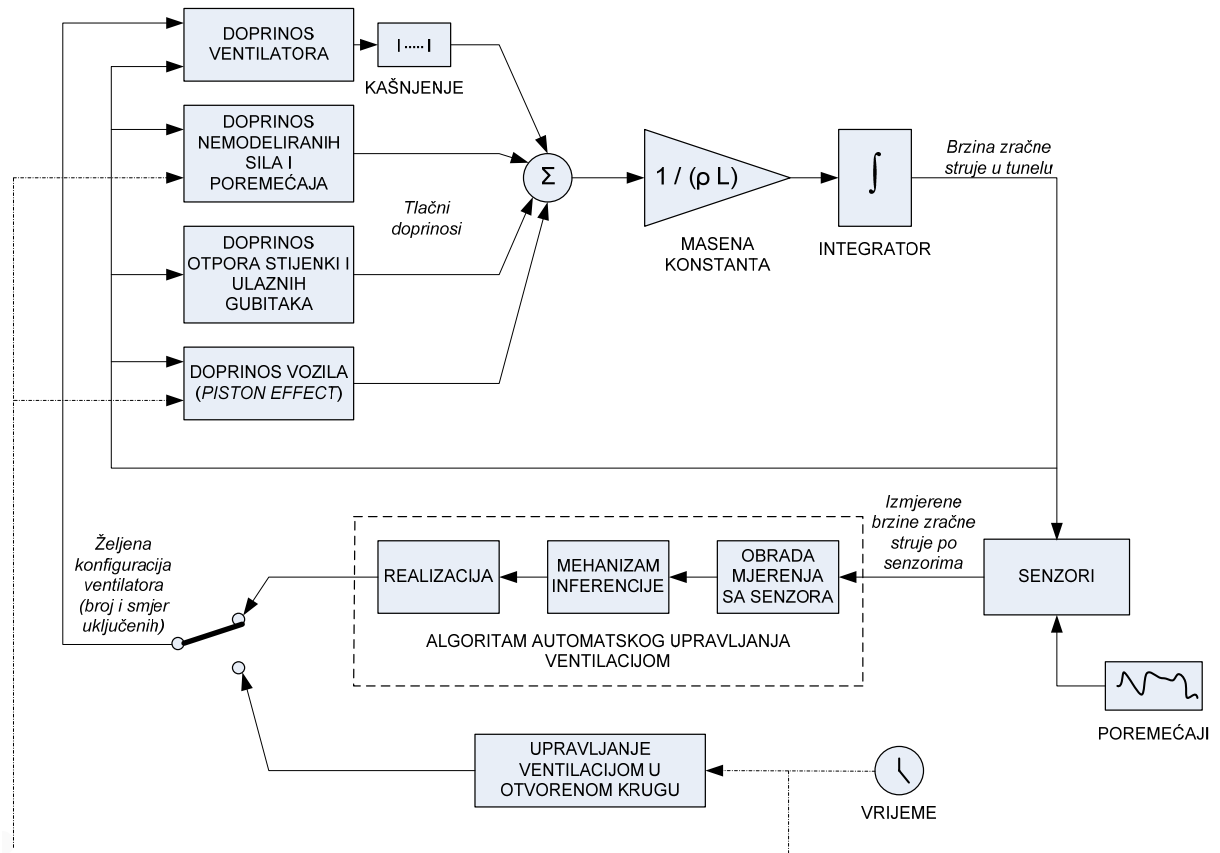 DOPRINOS
VENTILATORA
I ..... I
KAŠNJENJE
DOPRINOS
NEMODELIRANIH
SILA I
POREMEĆAJA
Tlačni
doprinosi
DOPRINOS
OTPORA STIJENKI I
ULAZNIH
GUBITAKA
DOPRINOS VOZILA
(PISTON EFFECT)
Σ
1 / (ρ L)
MASENA
KONSTANTA
∫
INTEGRATOR
Brzina zračne
struje u tunelu
Željena
konfiguracija
ventilatora
(broj i smjer
uključenih)
REALIZACIJA
MEHANIZAM
INFERENCIJE
OBRADA
MJERENJA
SA SENZORA
ALGORITAM AUTOMATSKOG UPRAVLJANJA
VENTILACIJOM
Izmjerene
brzine zračne
struje po
senzorima
SENZORI
POREMEĆAJI
UPRAVLJANJE
VENTILACIJOM U
OTVORENOM KRUGU
VRIJEME